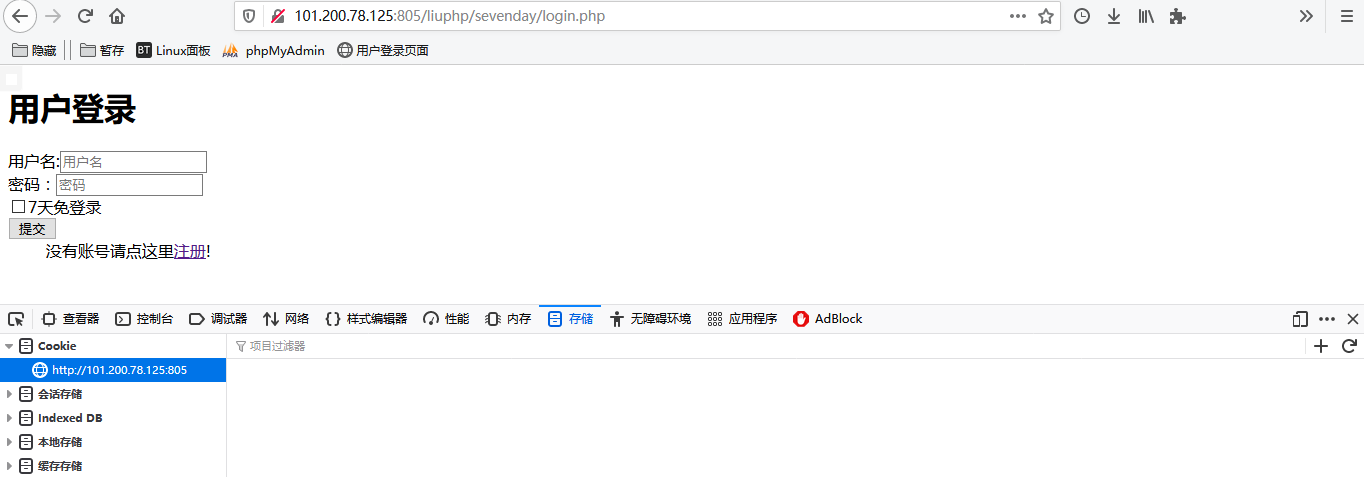 101.200.78.125:805/liuphp/sevenday/login.php
隐藏 暂存 BT Linux面板 PMA phpMyAdmin 用户登录页面
用户登录
用户名:用户名
密码：密码
7天免登录
提交
没有账号请点这里注册!
查看器 控制台 调试器 网络 样式编辑器 性能 内存 存储 无障碍环境 应用程序 AdBlock
Cookie 项目过滤器
http://101.200.78.125:805
会话存储
Indexed DB
本地存储
缓存存储